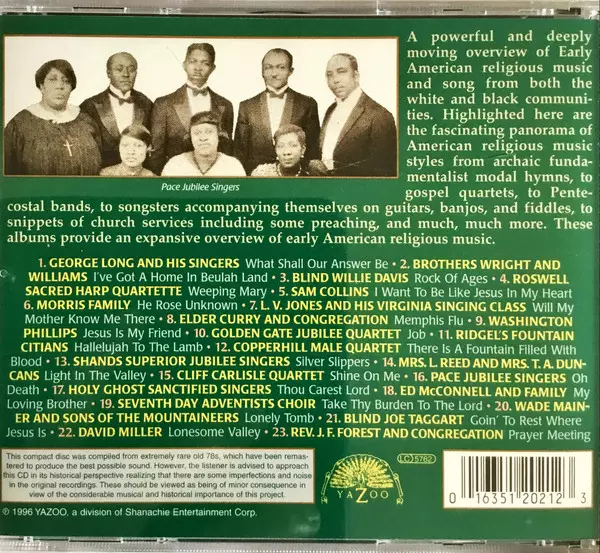 A powerful and deeply
moving overview of Early
American religious music
and song from both the
white and black communi-
ties. Highlighted here are
the fascinating panorama of
American religious music
styles from archaic funda-
mentalist modal hymns, to
gospel quartets, to Pente-
Pace Jubilee Singers
costal bands, to songsters accompanying themselves on guitars, banjos, and fiddles, to
snippets of church services including some preaching, and much, much more. These
albums provide an expansive overview of early American religious music.
1. GEORGE LONG AND HIS SINGERS What Shall Our Answer Be • 2. BROTHERS WRIGHT AND
WILLIAMS I've Got A Home In Beulah Land • 3. BLIND WILLIE DAVIS Rock Of Ages • 4. ROSWELL
SACRED HARP QUARTETTE Weeping Mary • 5. SAM COLLINS I Want To Be Like Jesus In My Heart
6. MORRIS FAMILY He Rose Unknown • 7. L.V. JONES AND HIS VIRGINIA SINGING CLASS Will My
Mother Know Me There • 8. ELDER CURRY AND CONGREGATION Memphis Flu • 9. WASHINGTON
PHILLIPS Jesus Is My Friend • 10. GOLDEN GATE JUBILEE QUARTET Job • 11. RIDGEL'S FOUNTAIN
CITIANS Hallelujah To The Lamb • 12. COPPERHILL MALE QUARTET There Is A Fountain Filled With
Blood • 13. SHANDS SUPERIOR JUBILEE SINGERS Silver Slippers • 14. MRS. L. REED AND MRS. T. A. DUN-
CANS Light In The Valley • 15. CLIFF CARLISLE QUARTET Shine On Me • 16. PACE JUBILEE SINGERS Oh
Death • 17. HOLY GHOST SANCTIFIED SINGERS Thou Carest Lord • 18. ED McCONNELL AND FAMILY My
Loving Brother • 19. SEVENTH DAY ADVENTISTS CHOIR Take Thy Burden To The Lord • 20. WADE MAIN-
ER AND SONS OF THE MOUNTAINEERS Lonely Tomb • 21. BLIND JOE TAGGART Goin' To Rest Where
Jesus Is • 22. DAVID MILLER Lonesome Valley • 23. REV. J. F. FOREST AND CONGREGATION Prayer Meeting
This compact disc was compiled from extremely rare old 78s, which have been remas-
tered to produce the best possible sound. However, the listener is advised to approach
this CD in its historical perspective realizing that there are some imperfections and noise
in the original recordings. These should be viewed as being of minor consequence in
view of the considerable musical and historical importance of this project.
YAZOO
LC 5762
0 16351 20212 3
℗ 1996 YAZOO, a division of Shanachie Entertainment Corp.